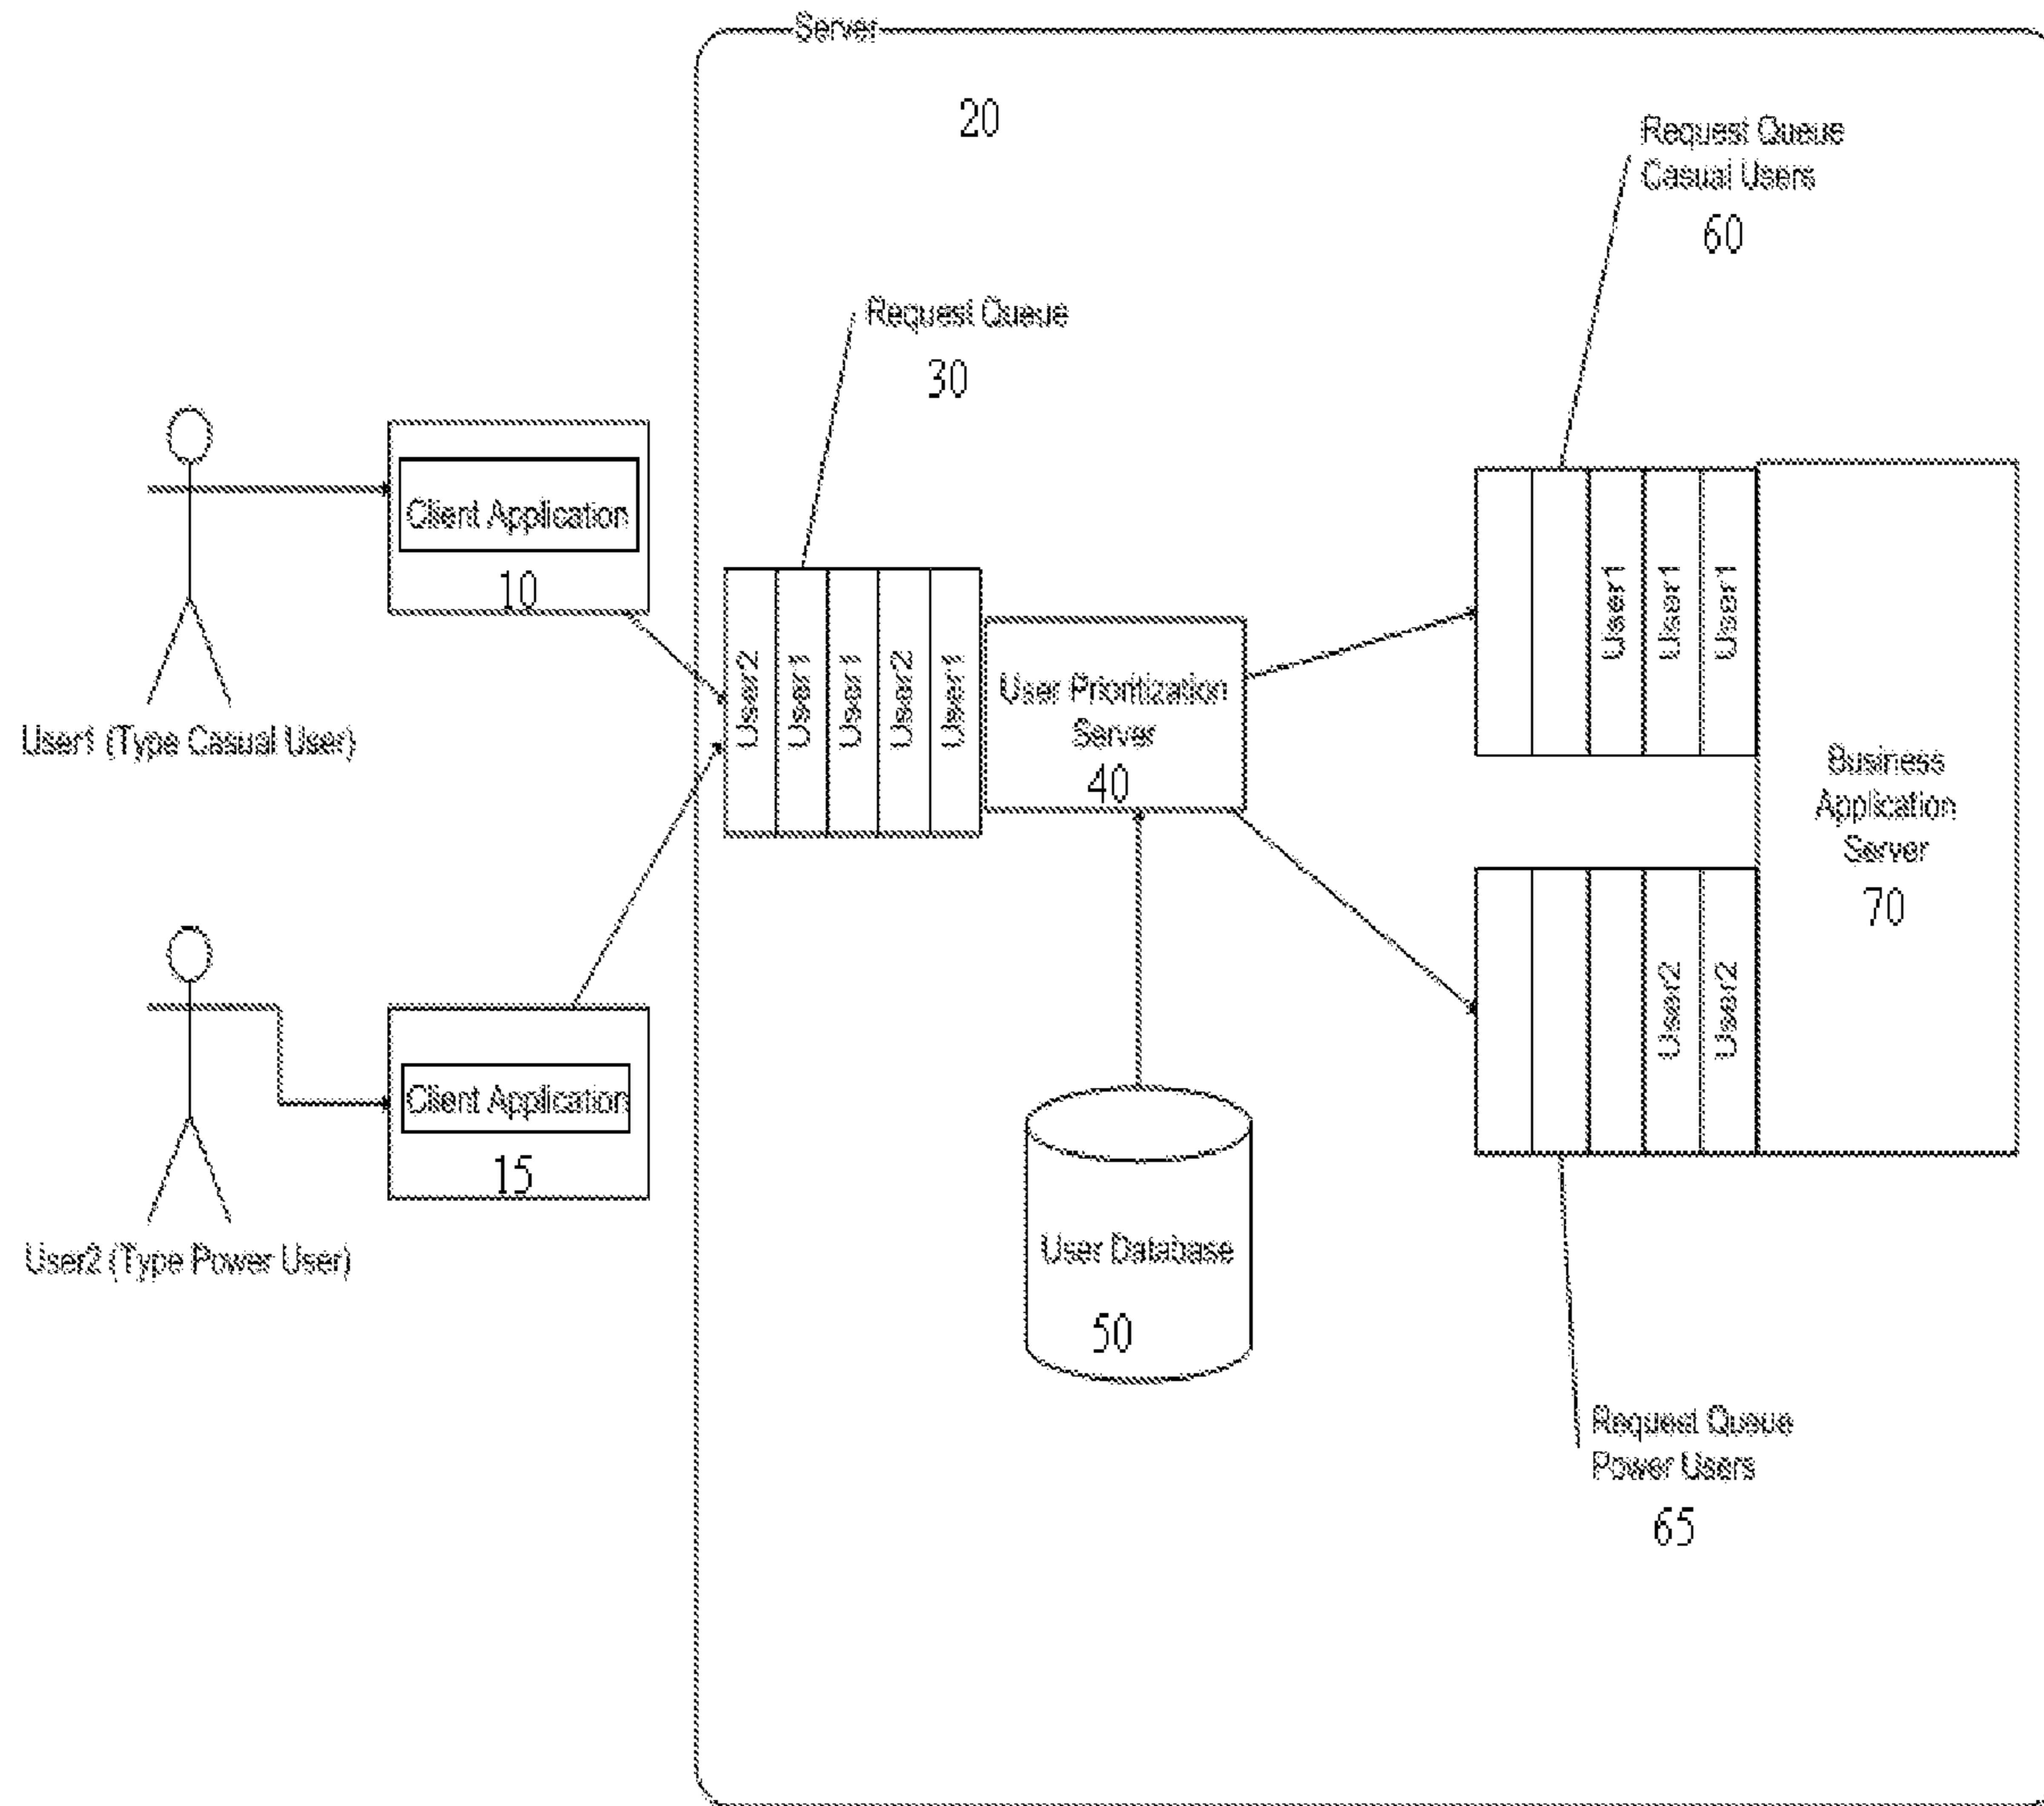 Server
20
Request Queue
Casual Users
60
Request Queue
30
Client Application
10
User1 (Type Casual User)
User2
User1
User1
User2
User1
User Prioritization
Server
40
User1
User1
User1
Business
Application
Server
70
User2
User2
Client Application
15
User2 (Type Power User)
User Database
50
Request Queue
Power Users
65